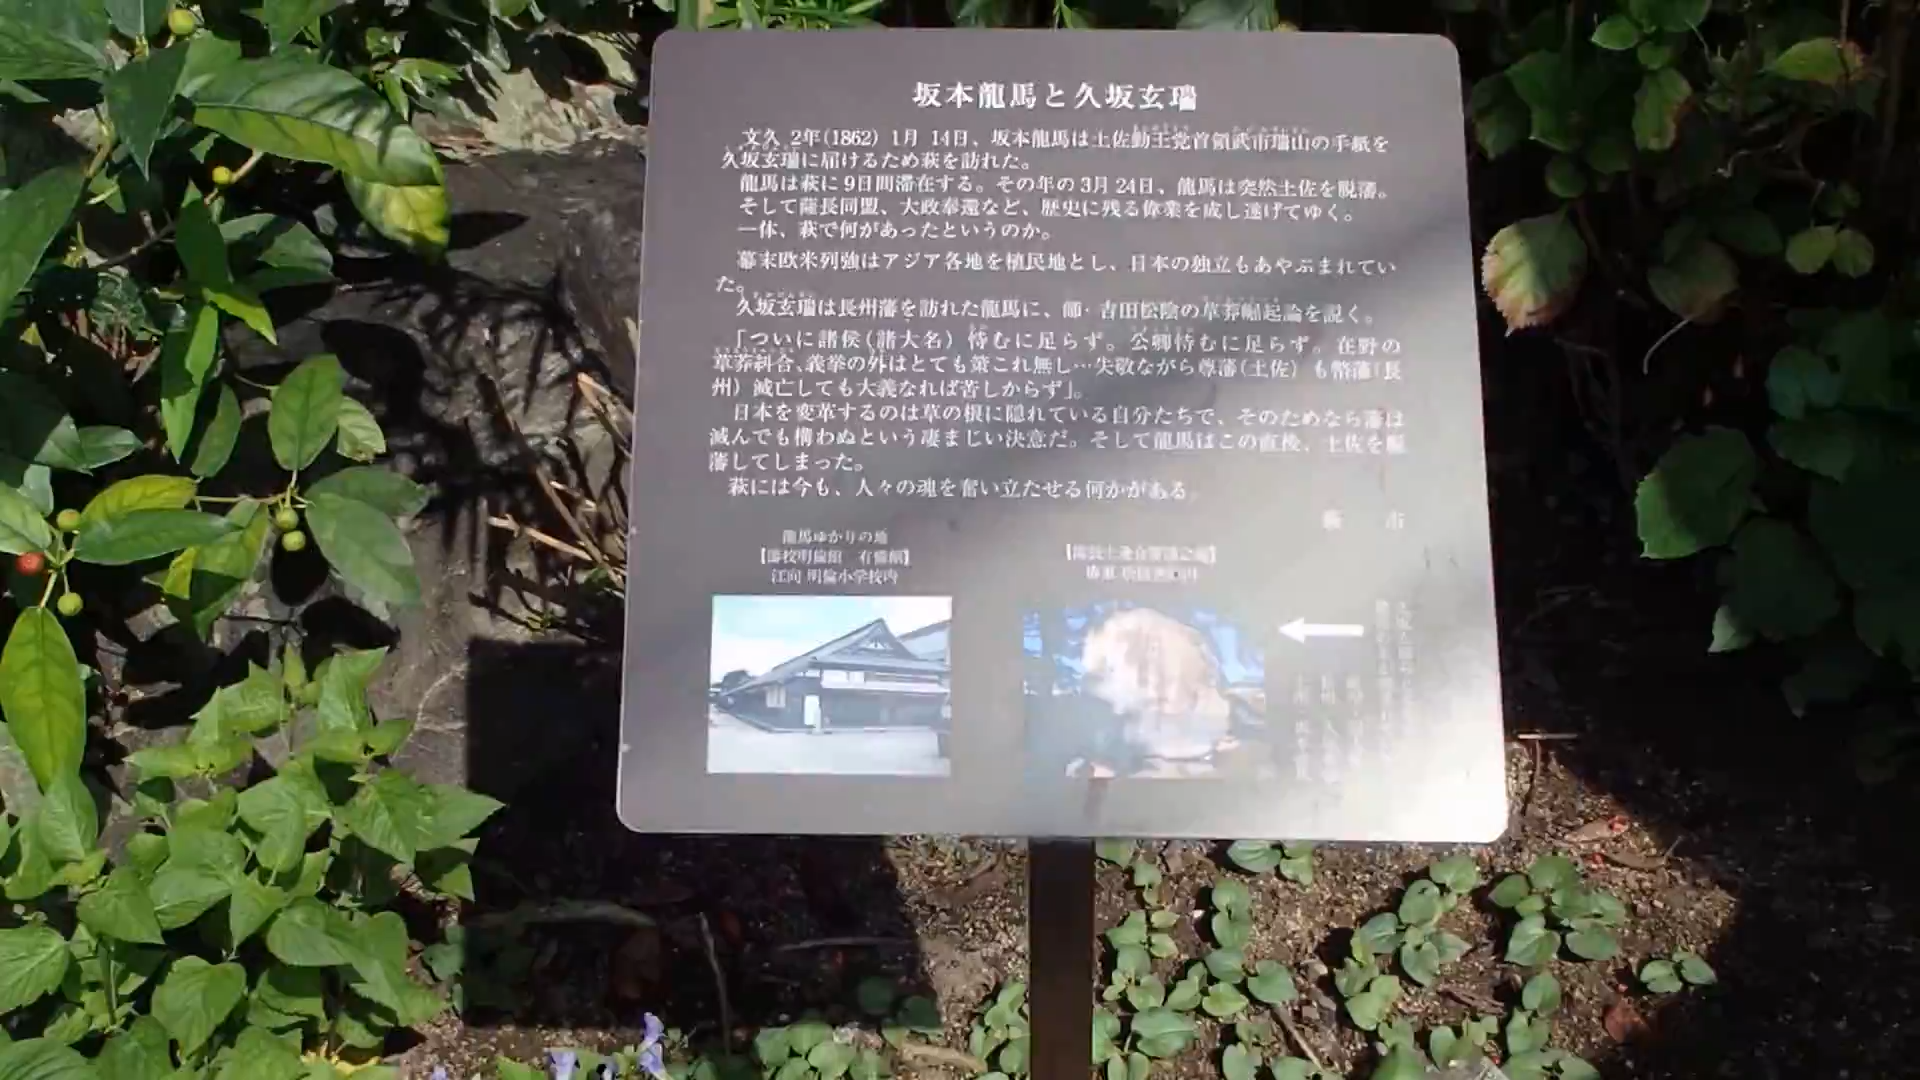 坂本龍馬と久坂玄瑞
文久 2年(1862) 1月 14日、坂本龍馬は土佐勤王党首領武市瑞山の手紙を
久坂玄瑞に届けるため萩を訪れた。
龍馬は萩に9日間滞在する。その年の3月24日、龍馬は突然土佐を脱藩。
そして薩長同盟、大政奉還など、歴史に残る偉業を成し遂げてゆく。
一体、萩で何があったというのか。
幕末欧米列強はアジア各地を植民地とし、日本の独立もあやぶまれてい
た。
久坂玄瑞は長州藩を訪れた龍馬に、師・吉田松陰の草莽崛起論を説く。
「ついに諸侯(諸大名)恃むに足らず。公卿恃むに足らず。在野の
草莽糾合、義挙の外はとても策これ無し…失敬ながら尊藩(土佐)も弊藩(長
州)滅亡しても大義なれば苦しからず」。
日本を変革するのは草の根に隠れている自分たちで、そのためなら藩は
滅んでも構わぬという凄まじい決意だ。そして龍馬はこの直後、土佐を脱
藩してしまった。
萩には今も、人々の魂を奮い立たせる何かがある。
萩 市
龍馬ゆかりの地
【藩校明倫館 有備館】
江向 明倫小学校内